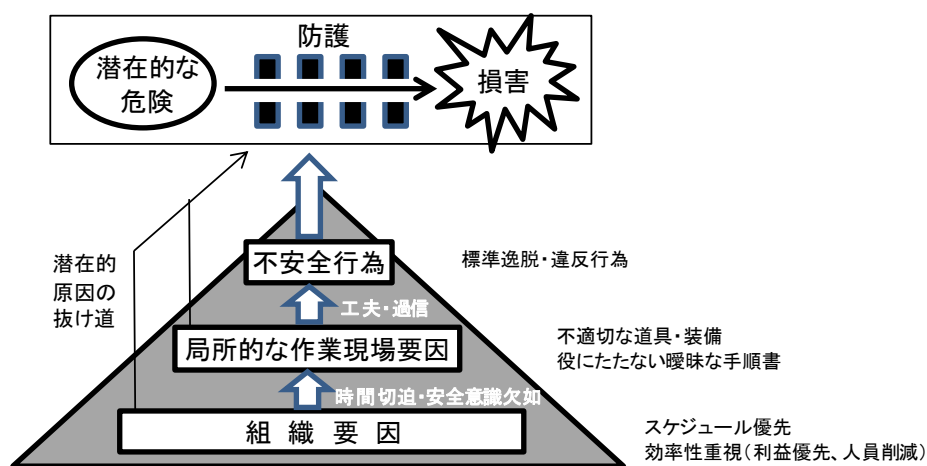 防護
潜在的な
危険
損害
潜在的
原因の
抜け道
不安全行為
標準逸脱・違反行為
工夫・過信
局所的な作業現場要因
不適切な道具・装備
役にたたない曖昧な手順書
時間切迫・安全意識欠如
組織要因
スケジュール優先
効率性重視(利益優先、人員削減)